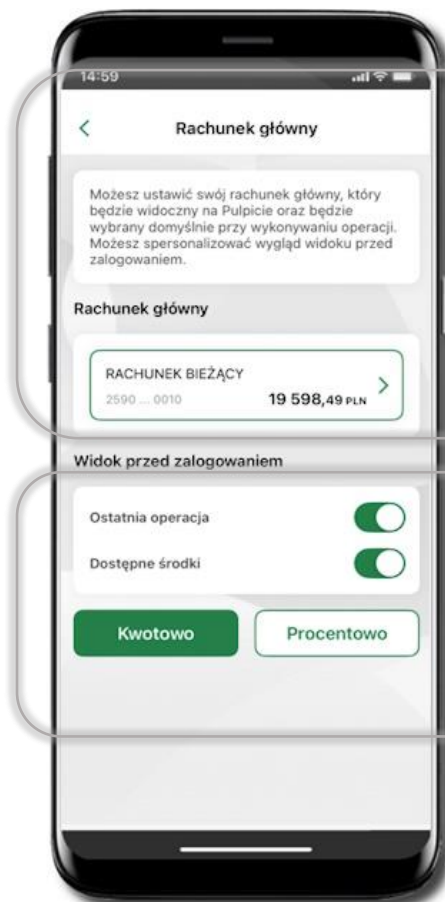 14:59
Rachunek główny
Możesz ustawić swój rachunek główny, który
będzie widoczny na Pulpicie oraz będzie
wybrany domyślnie przy wykonywaniu operacji.
Możesz spersonalizować wygląd widoku przed
zalogowaniem.
Rachunek główny
RACHUNEK BIEŻĄCY
2590 ... 0010 19 598,49 PLN
Widok przed zalogowaniem
Ostatnia operacja
Dostępne środki
Kwotowo Procentowo